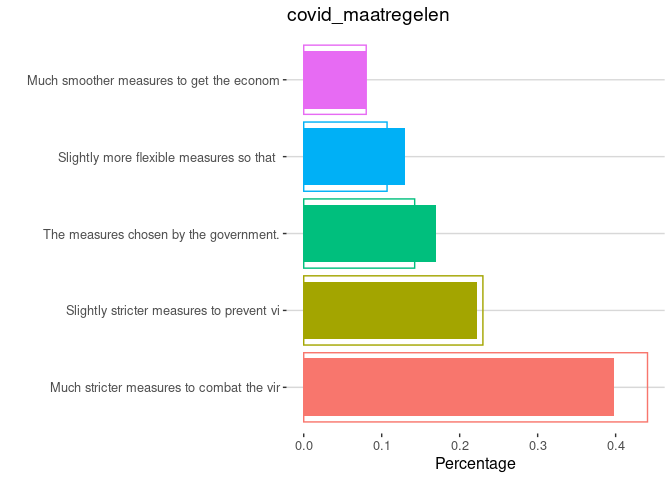 covid_maatregelen
Much smoother measures to get the econom
Slightly more flexible measures so that
The measures chosen by the government.
Slightly stricter measures to prevent vi
Much stricter measures to combat the vir
0.0 0.1 0.2 0.3 0.4
Percentage